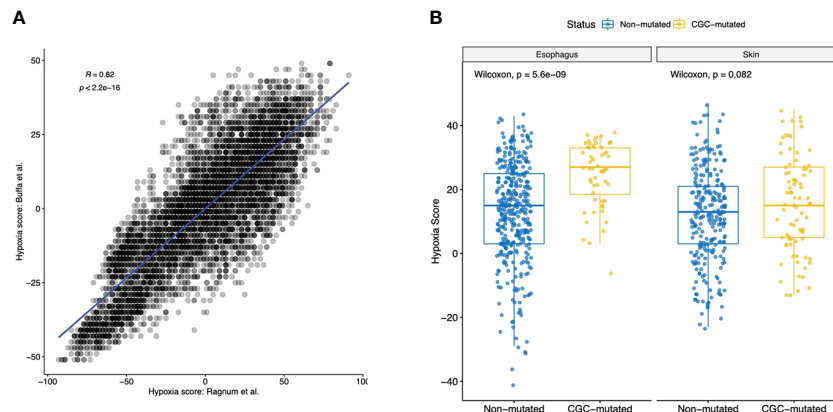 A
50
25
0
−25
−50
Hypoxia score: Buffa et al.
R = 0.82
p < 2.2e−16
−100
−50
0
50
100
Hypoxia score: Ragnum et al.
B
Status Non−mutated CGC−mutated
Esophagus
Skin
Wilcoxon, p = 5.6e−09
Wilcoxon, p = 0.082
40
20
0
−20
−40
Hypoxia Score
Non−mutated
CGC−mutated
Non−mutated
CGC−mutated